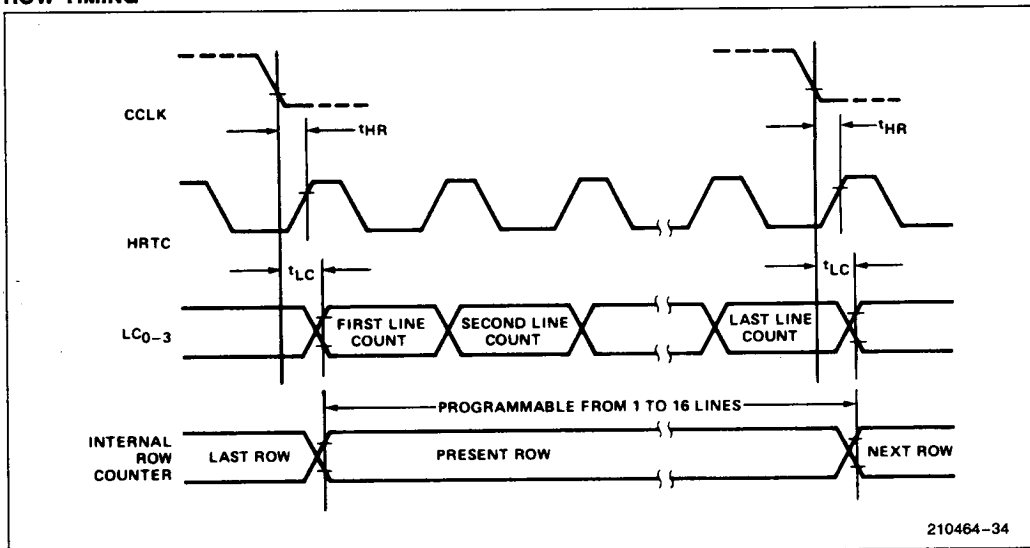 ROW TIMING
CCLK
tHR
tHR
HRTC
tLC
tLC
LC0–3
FIRST LINE
COUNT
SECOND LINE
COUNT
LAST LINE
COUNT
PROGRAMMABLE FROM 1 TO 16 LINES
INTERNAL
ROW
COUNTER
LAST ROW
PRESENT ROW
NEXT ROW
210464–34